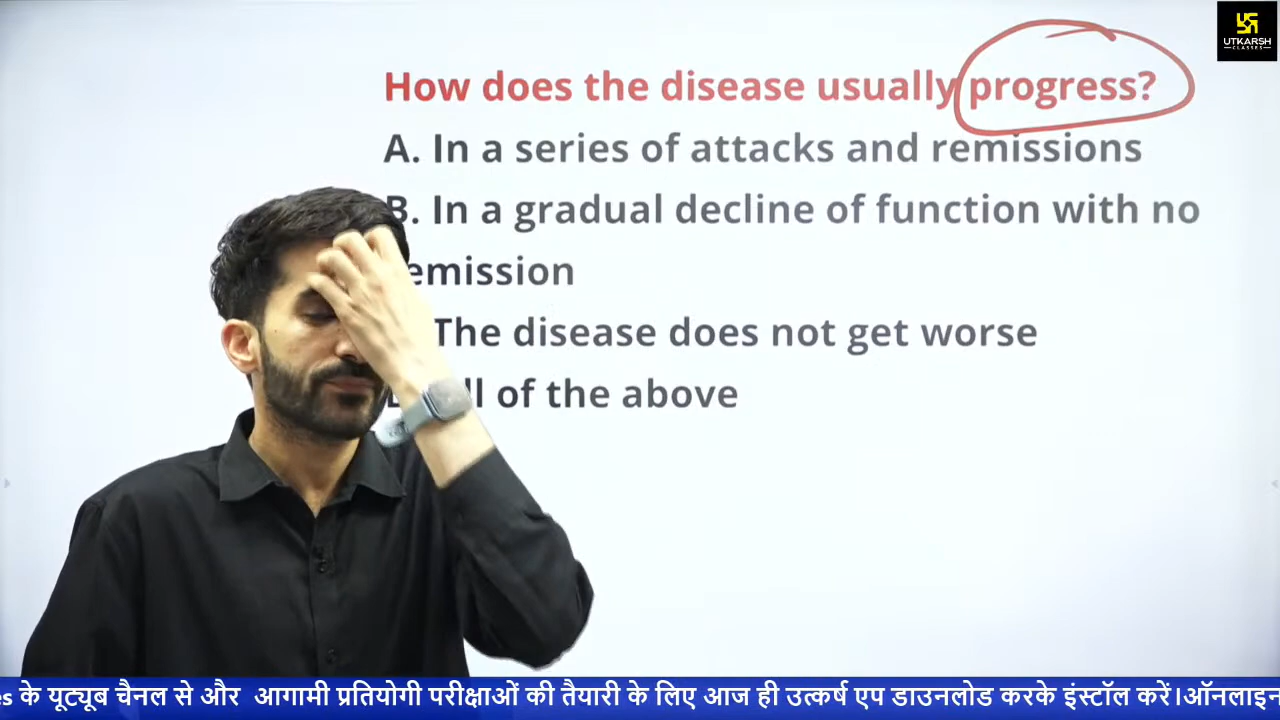 UTKARSH
CLASSES
How does the disease usually progress?
A. In a series of attacks and remissions
B. In a gradual decline of function with no
emission
The disease does not get worse
ll of the above
es के यूट्यूब चैनल से और आगामी प्रतियोगी परीक्षाओं की तैयारी के लिए आज ही उत्कर्ष एप डाउनलोड करके इंस्टॉल करें।ऑनलाइन